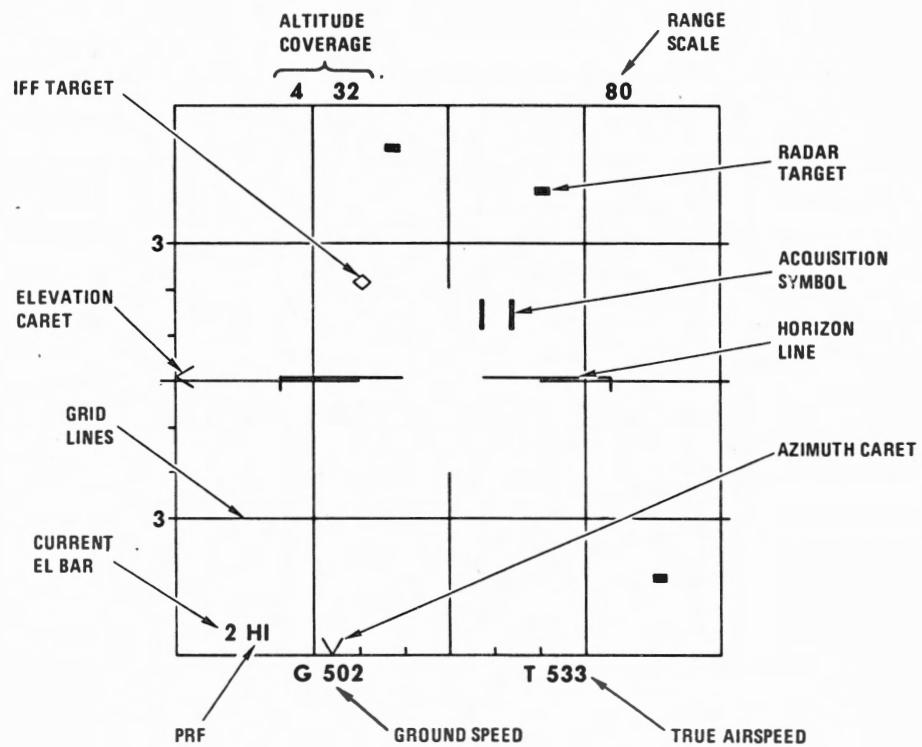 ALTITUDE
COVERAGE
RANGE
SCALE
IFF TARGET
4 32
80
RADAR
TARGET
3
ACQUISITION
SYMBOL
ELEVATION
CARET
HORIZON
LINE
GRID
LINES
AZIMUTH CARET
3
CURRENT
EL BAR
2 HI
G 502
T 533
PRF
GROUND SPEED
TRUE AIRSPEED